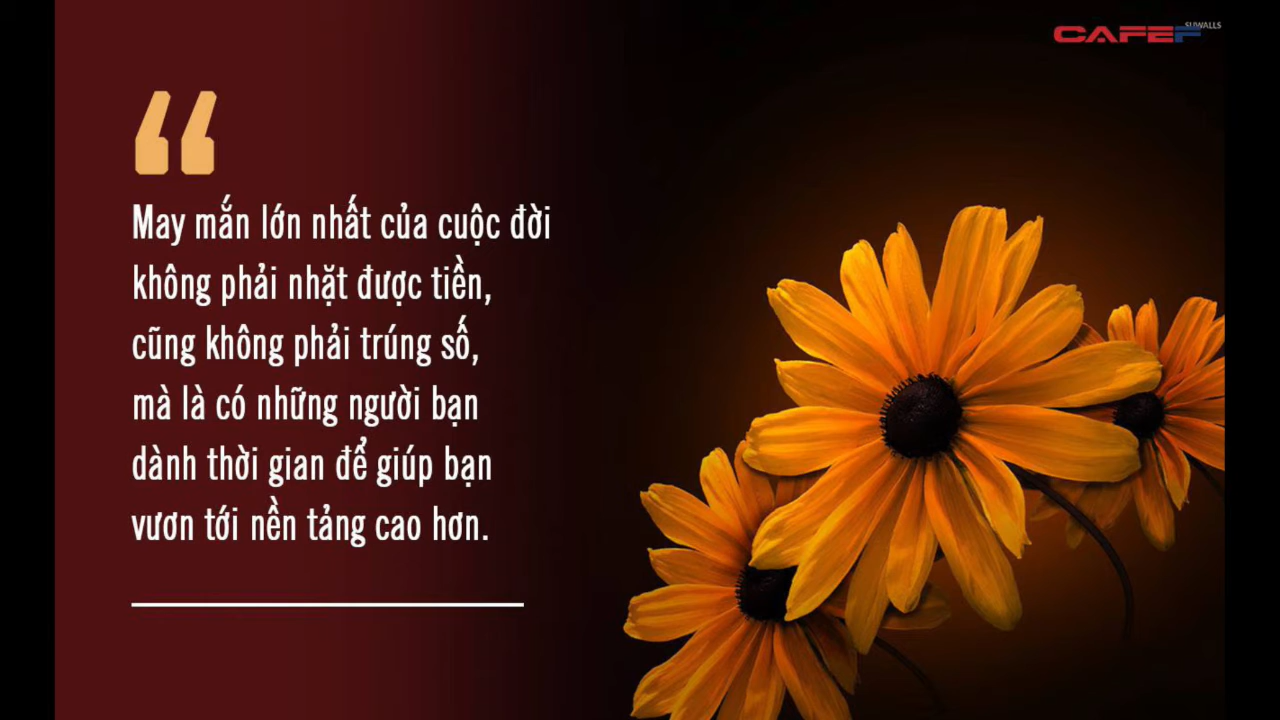 SUWALLS
CAFEF
May mắn lớn nhất của cuộc đời
không phải nhặt được tiền,
cũng không phải trúng số,
mà là có những người bạn
dành thời gian để giúp bạn
vươn tới nền tảng cao hơn.